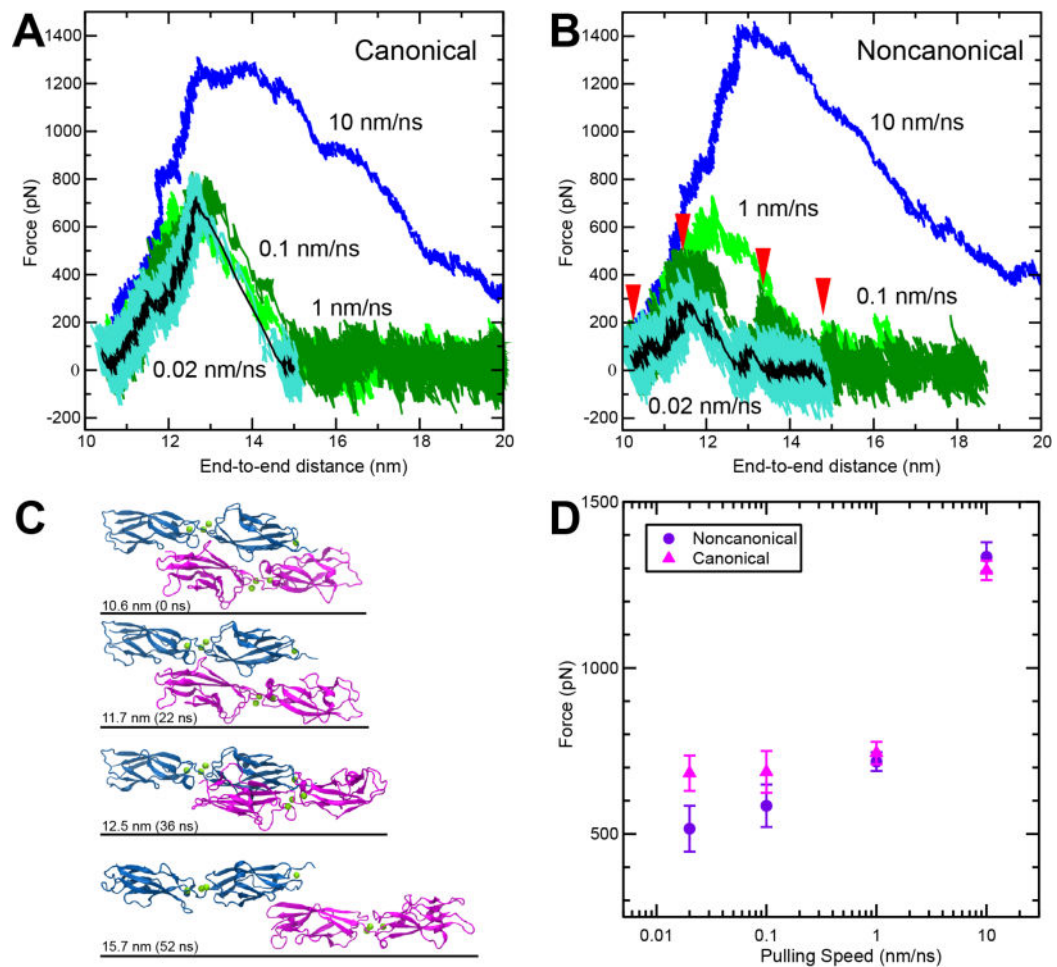 A
Canonical
1400
1200
1000
800
600
400
200
0
-200
Force (pN)
10 nm/ns
0.1 nm/ns
1 nm/ns
0.02 nm/ns
10 12 14 16 18 20
End-to-end distance (nm)
B
Noncanonical
1400
1200
1000
800
600
400
200
0
-200
Force (pN)
10 nm/ns
1 nm/ns
0.1 nm/ns
0.02 nm/ns
10 12 14 16 18 20
End-to-end distance (nm)
C
10.6 nm (0 ns)
11.7 nm (22 ns)
12.5 nm (36 ns)
15.7 nm (52 ns)
D
Noncanonical
Canonical
1500
1000
500
Force (pN)
0.01 0.1 1 10
Pulling Speed (nm/ns)